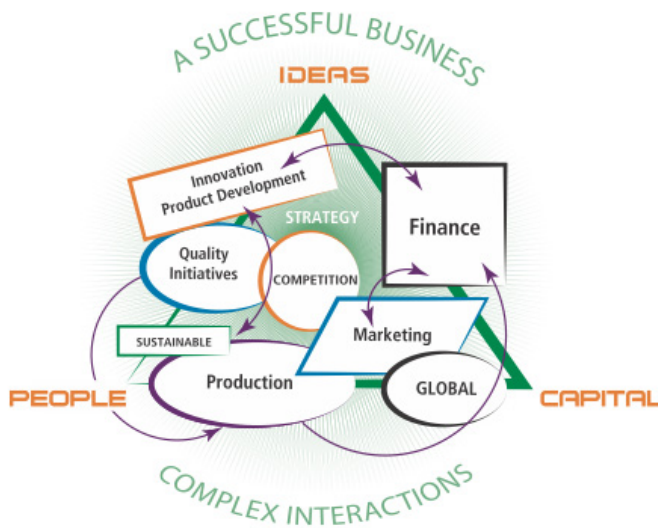 A SUCCESSFUL BUSINESS
IDEAS
Innovation
Product Development
STRATEGY
Finance
Quality
Initiatives
COMPETITION
SUSTAINABLE
Marketing
Production
GLOBAL
PEOPLE
CAPITAL
COMPLEX INTERACTIONS